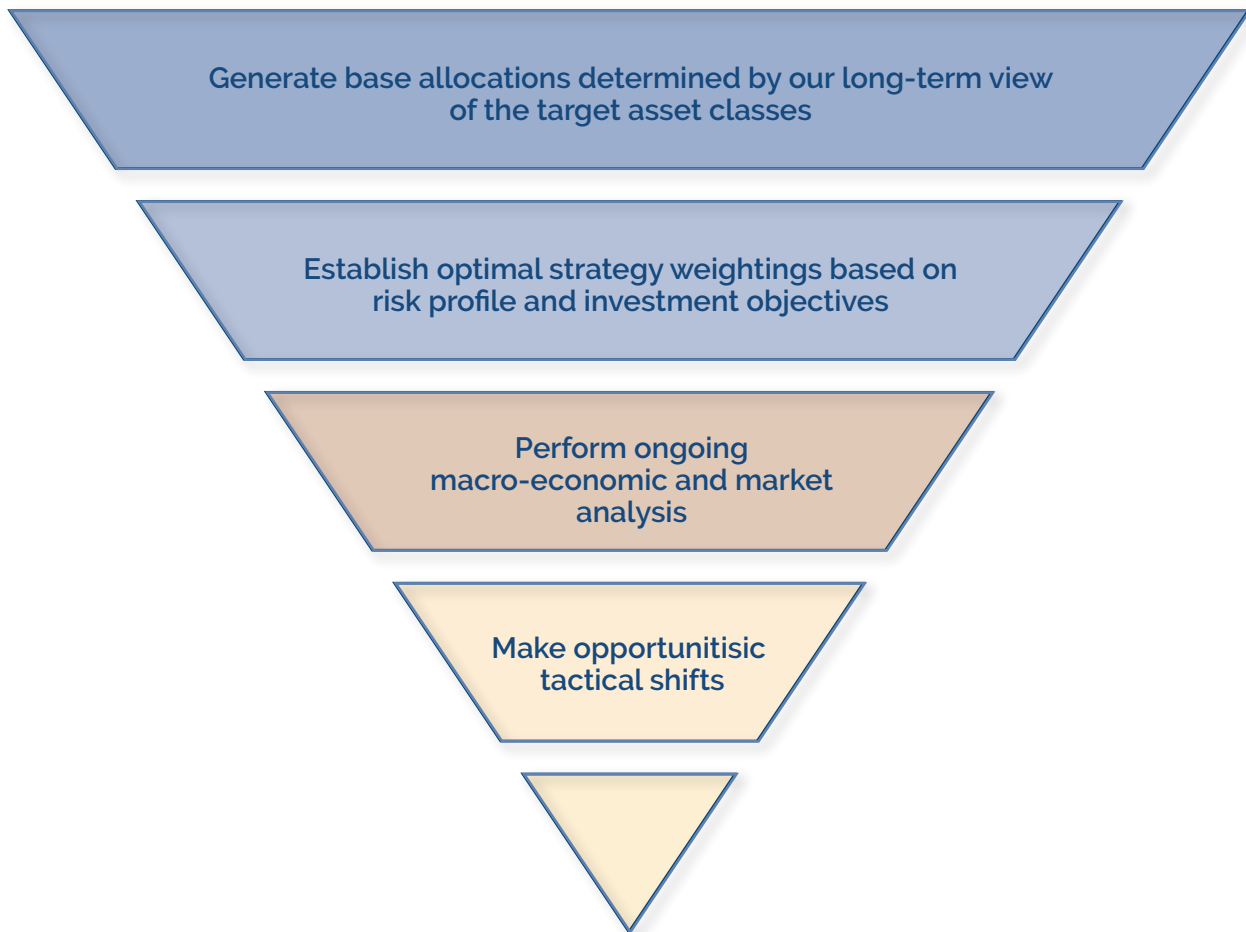 Generate base allocations determined by our long-term view
of the target asset classes
Establish optimal strategy weightings based on
risk profile and investment objectives
Perform ongoing
macro-economic and market
analysis
Make opportunitisic
tactical shifts